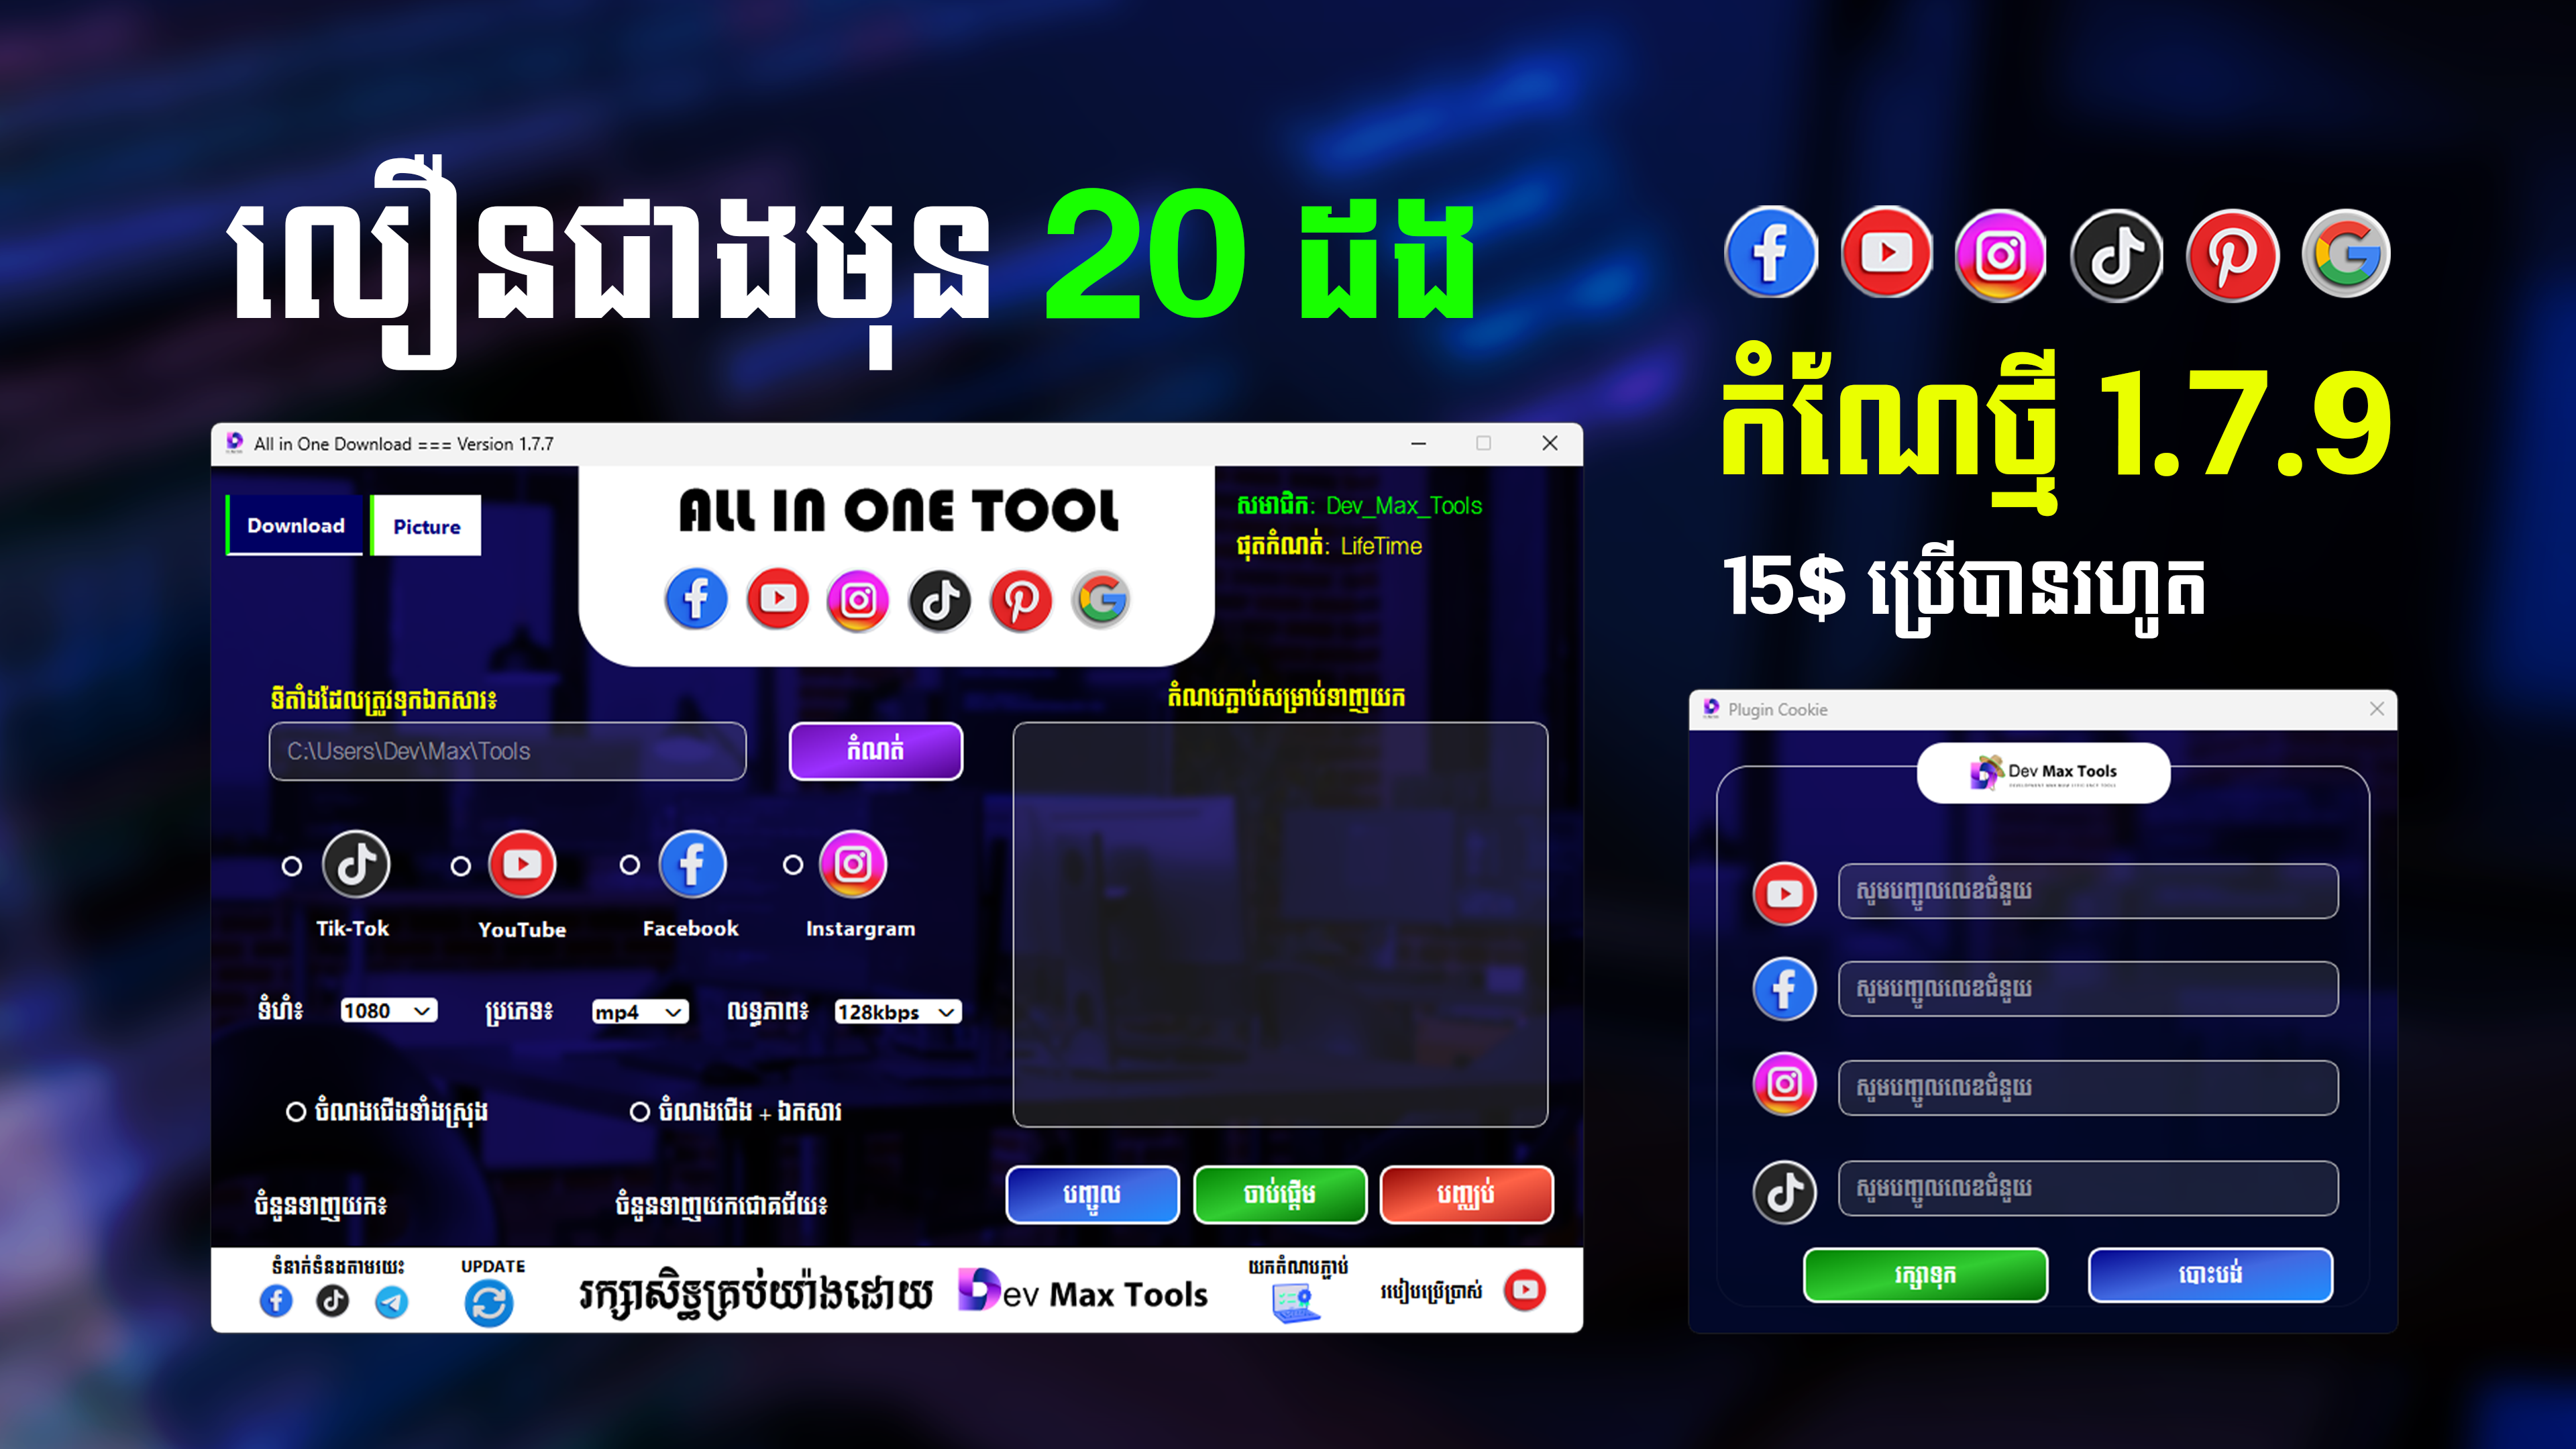 លឿនជាងមុន 20 ដង
កំណែថ្មី 1.7.9
15$ ប្រើបានរហូត
All in One Download === Version 1.7.7
Download
Picture
ALL IN ONE TOOL
សមាជិក: Dev_Max_Tools
ផុតកំណត់: LifeTime
ទីតាំងដែលត្រូវទុកឯកសារ៖
C:\Users\Dev\Max\Tools
កំណត់
តំណបភ្ជាប់សម្រាប់ទាញយក
Tik-Tok
YouTube
Facebook
Instargram
ទំហំ៖ 1080
ប្រភេទ៖ mp4
លទ្ធភាព៖ 128kbps
ចំណងជើងទាំងស្រុង
ចំណងជើង + ឯកសារ
ចំនួនទាញយក៖
ចំនួនទាញយកជោគជ័យ៖
បញ្ចូល
ចាប់ផ្តើម
បញ្ឈប់
ទំនាក់ទំនងតាមរយះ
UPDATE
រក្សាសិទ្ធគ្រប់យ៉ាងដោយ
Dev Max Tools
យកតំណបភ្ជាប់
របៀបប្រើប្រាស់
Plugin Cookie
Dev Max Tools
សូមបញ្ចូលលេខជំនួយ
សូមបញ្ចូលលេខជំនួយ
សូមបញ្ចូលលេខជំនួយ
សូមបញ្ចូលលេខជំនួយ
រក្សាទុក
បោះបង់